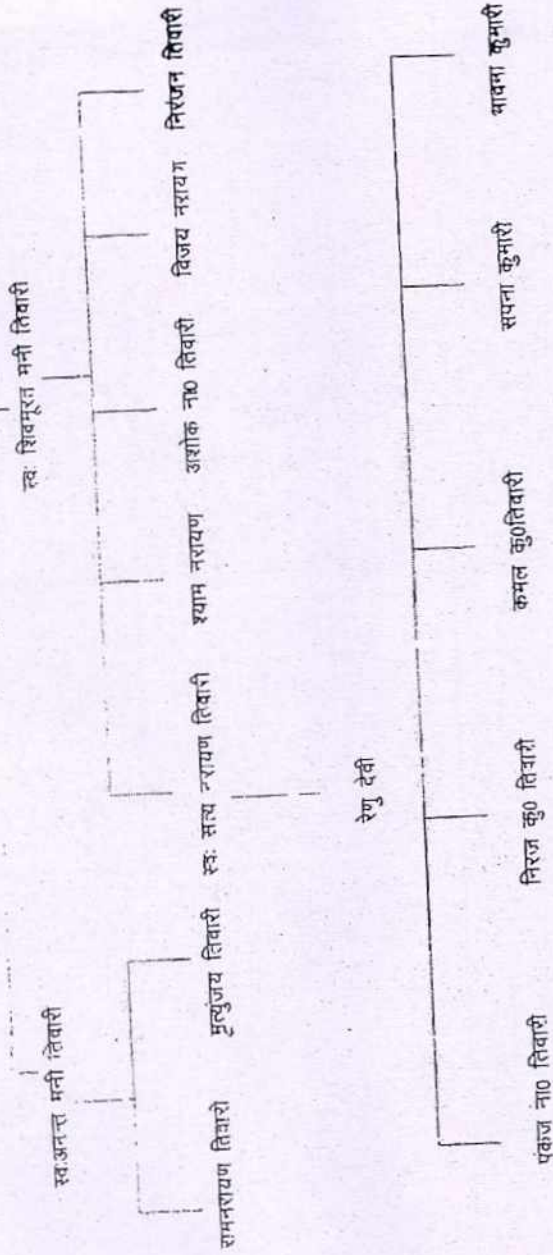 स्व: शिवमूरत मनी तिवारी
स्व:अनन्त मनी तिवारी
रामनरायण तिवारी
मृत्युंजय तिवारी
स्व: सत्य नरायण तिवारी
श्याम नरायण
अशोक ना0 तिवारी
विजय नरायण
निरंजन तिवारी
रेणु देवी
पंकज ना0 तिवारी
निरज कु0 तिवारी
कमल कु0तिवारी
सपना कुमारी
भावना कुमारी